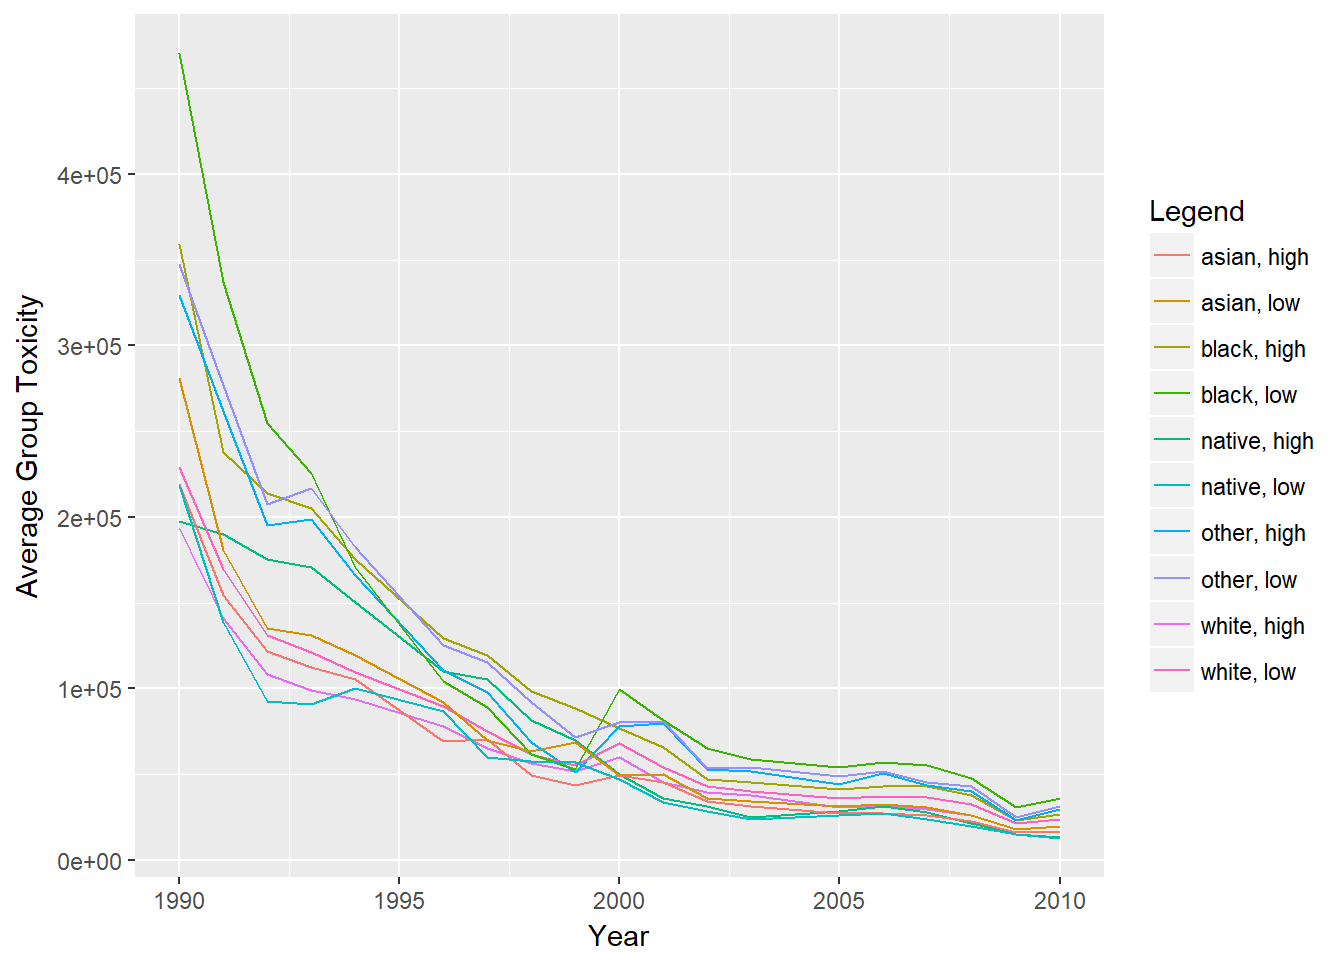 Average Group Toxicity
4e+05
3e+05
2e+05
1e+05
0e+00
1990
1995
2000
2005
2010
Year
Legend
asian, high
asian, low
black, high
black, low
native, high
native, low
other, high
other, low
white, high
white, low